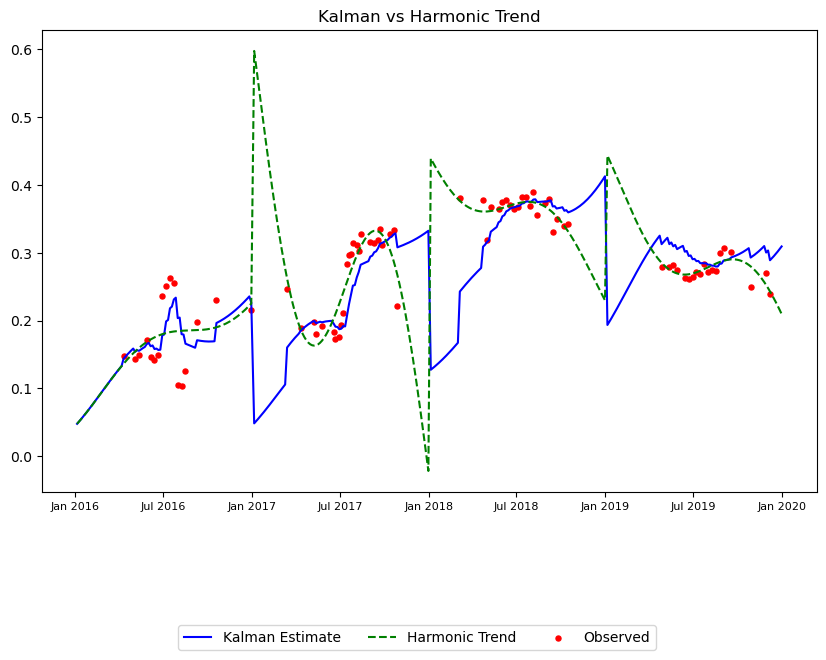 Kalman vs Harmonic Trend
0.6
0.5
0.4
0.3
0.2
0.1
0.0
Jan 2016 Jul 2016 Jan 2017 Jul 2017 Jan 2018 Jul 2018 Jan 2019 Jul 2019 Jan 2020
Kalman Estimate Harmonic Trend Observed